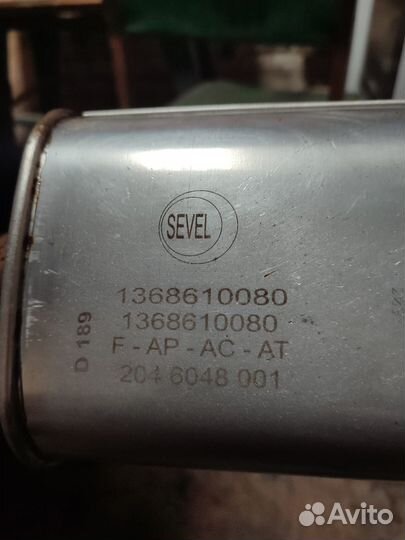 SEVEL
1368610080
1368610080
F - AP - AC - AT
204 6048 001
D 189
Avito